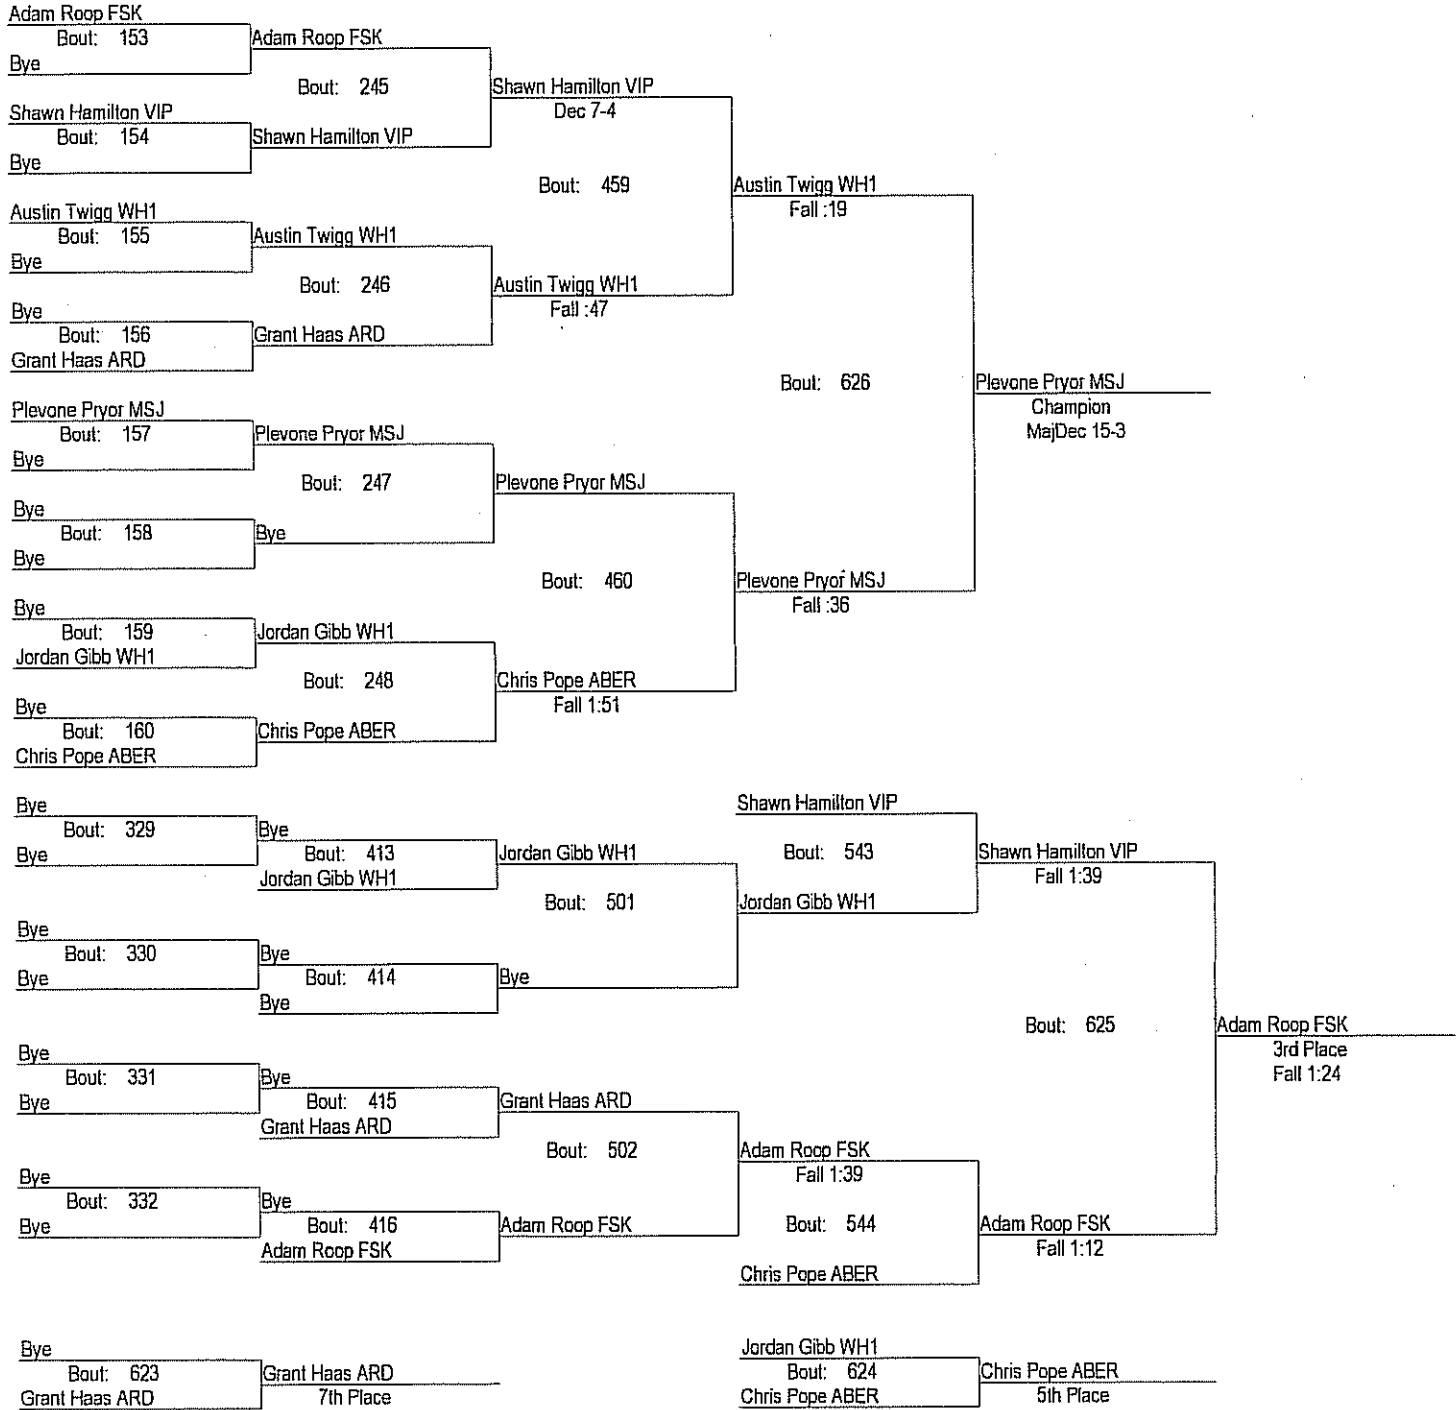 Adam Roop FSK
Bout: 153
Bye
Adam Roop FSK
Bout: 245
Shawn Hamilton VIP
Bout: 154
Bye
Shawn Hamilton VIP
Shawn Hamilton VIP
Dec 7-4
Bout: 459
Austin Twigg WH1
Bout: 155
Bye
Austin Twigg WH1
Bout: 246
Bye
Bout: 156
Grant Haas ARD
Grant Haas ARD
Austin Twigg WH1
Fall :47
Austin Twigg WH1
Fall :19
Bout: 626
Plevone Pryor MSJ
Champion
MajDec 15-3
Plevone Pryor MSJ
Bout: 157
Bye
Plevone Pryor MSJ
Bout: 247
Bye
Bout: 158
Bye
Bye
Plevone Pryor MSJ
Bout: 460
Plevone Pryor MSJ
Fall :36
Bye
Bout: 159
Jordan Gibb WH1
Jordan Gibb WH1
Bout: 248
Bye
Bout: 160
Chris Pope ABER
Chris Pope ABER
Chris Pope ABER
Fall 1:51
Bye
Bout: 329
Bye
Bye
Bout: 413
Jordan Gibb WH1
Jordan Gibb WH1
Bout: 501
Bye
Bout: 330
Bye
Bye
Bout: 414
Bye
Bye
Shawn Hamilton VIP
Bout: 543
Jordan Gibb WH1
Shawn Hamilton VIP
Fall 1:39
Bout: 625
Adam Roop FSK
3rd Place
Fall 1:24
Bye
Bout: 331
Bye
Bye
Bout: 415
Grant Haas ARD
Grant Haas ARD
Bout: 502
Bye
Bout: 332
Bye
Bye
Bout: 416
Adam Roop FSK
Adam Roop FSK
Adam Roop FSK
Fall 1:39
Bout: 544
Chris Pope ABER
Adam Roop FSK
Fall 1:12
Bye
Bout: 623
Grant Haas ARD
Grant Haas ARD
7th Place
Jordan Gibb WH1
Bout: 624
Chris Pope ABER
Chris Pope ABER
5th Place